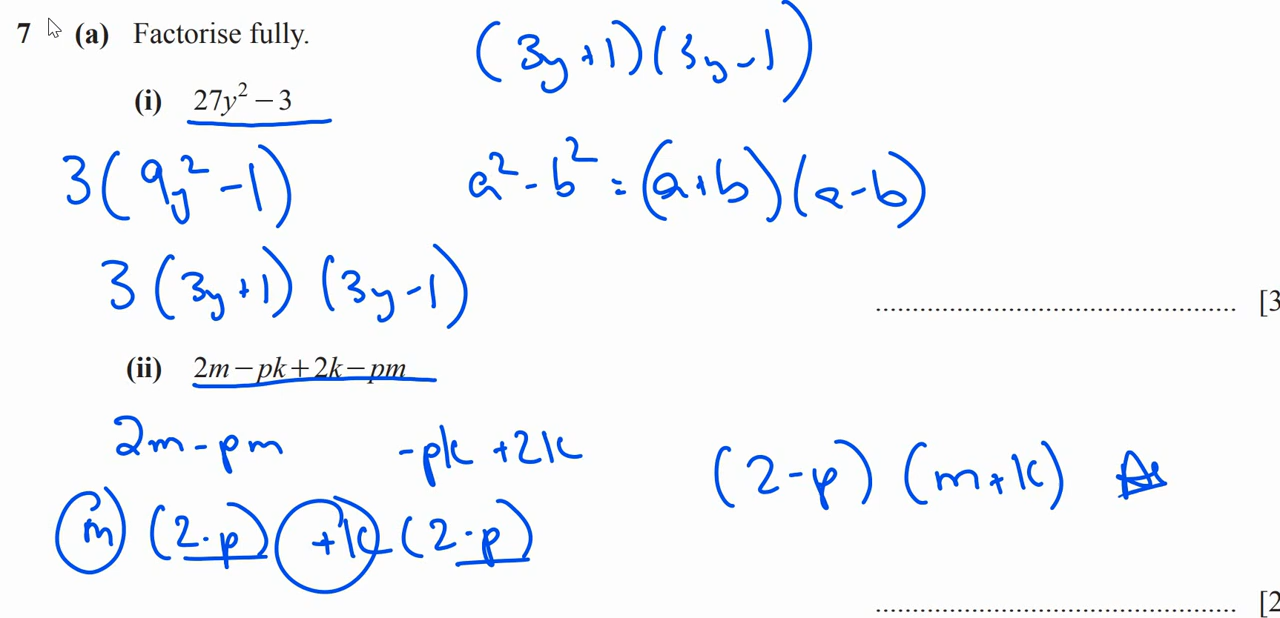 7 (a) Factorise fully.
(3y+1)(3y-1)
(i) 27y² − 3
3(9y²-1)
a²-b² = (a+b)(a-b)
3(3y+1)(3y-1)
.................................................. [3
(ii) 2m − pk + 2k − pm
2m-pm -pk+2k
(2-p)(m+k)
m(2-p)+k(2-p)
.................................................. [2